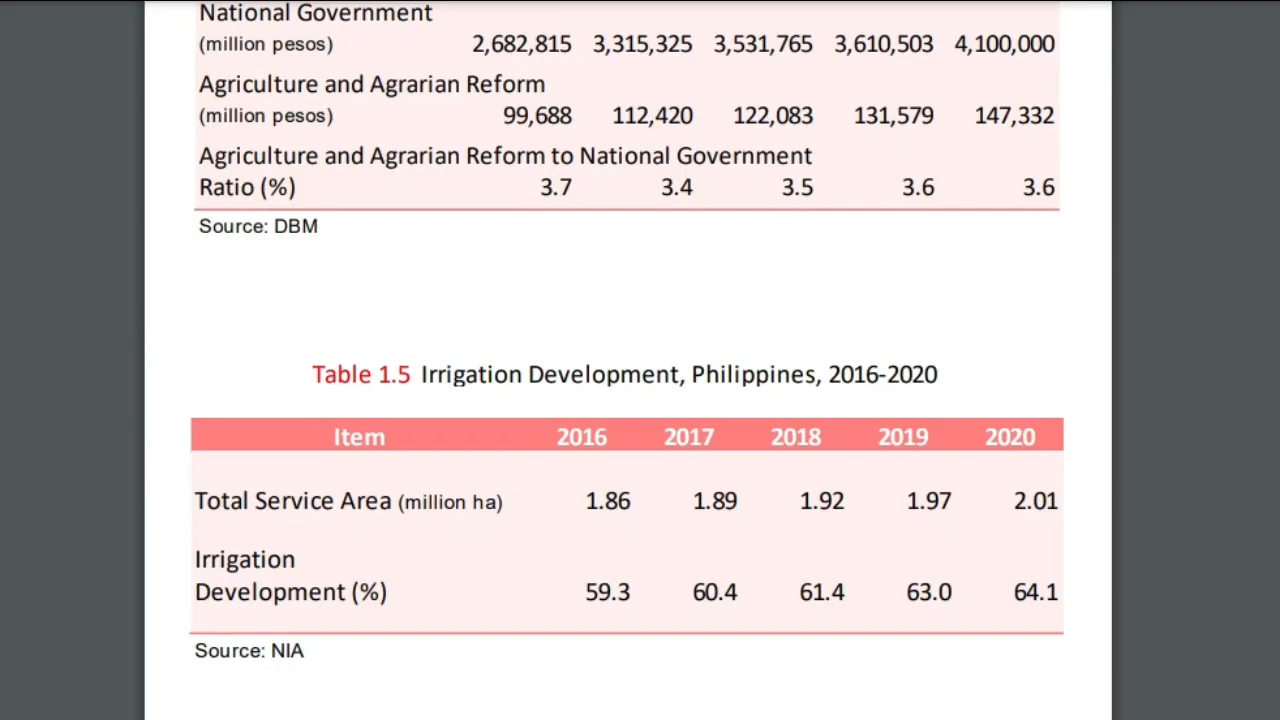 National Government
(million pesos) 2,682,815 3,315,325 3,531,765 3,610,503 4,100,000
Agriculture and Agrarian Reform
(million pesos) 99,688 112,420 122,083 131,579 147,332
Agriculture and Agrarian Reform to National Government
Ratio (%) 3.7 3.4 3.5 3.6 3.6
Source: DBM
Table 1.5 Irrigation Development, Philippines, 2016-2020
Item 2016 2017 2018 2019 2020
Total Service Area (million ha) 1.86 1.89 1.92 1.97 2.01
Irrigation
Development (%) 59.3 60.4 61.4 63.0 64.1
Source: NIA